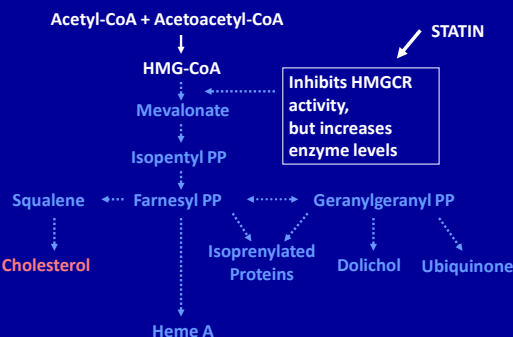 Acetyl-CoA + Acetoacetyl-CoA
STATIN
HMG-CoA
Inhibits HMGCR
activity,
but increases
enzyme levels
Mevalonate
Isopentyl PP
Squalene
Farnesyl PP
Geranylgeranyl PP
Cholesterol
Isoprenylated
Proteins
Dolichol
Ubiquinone
Heme A